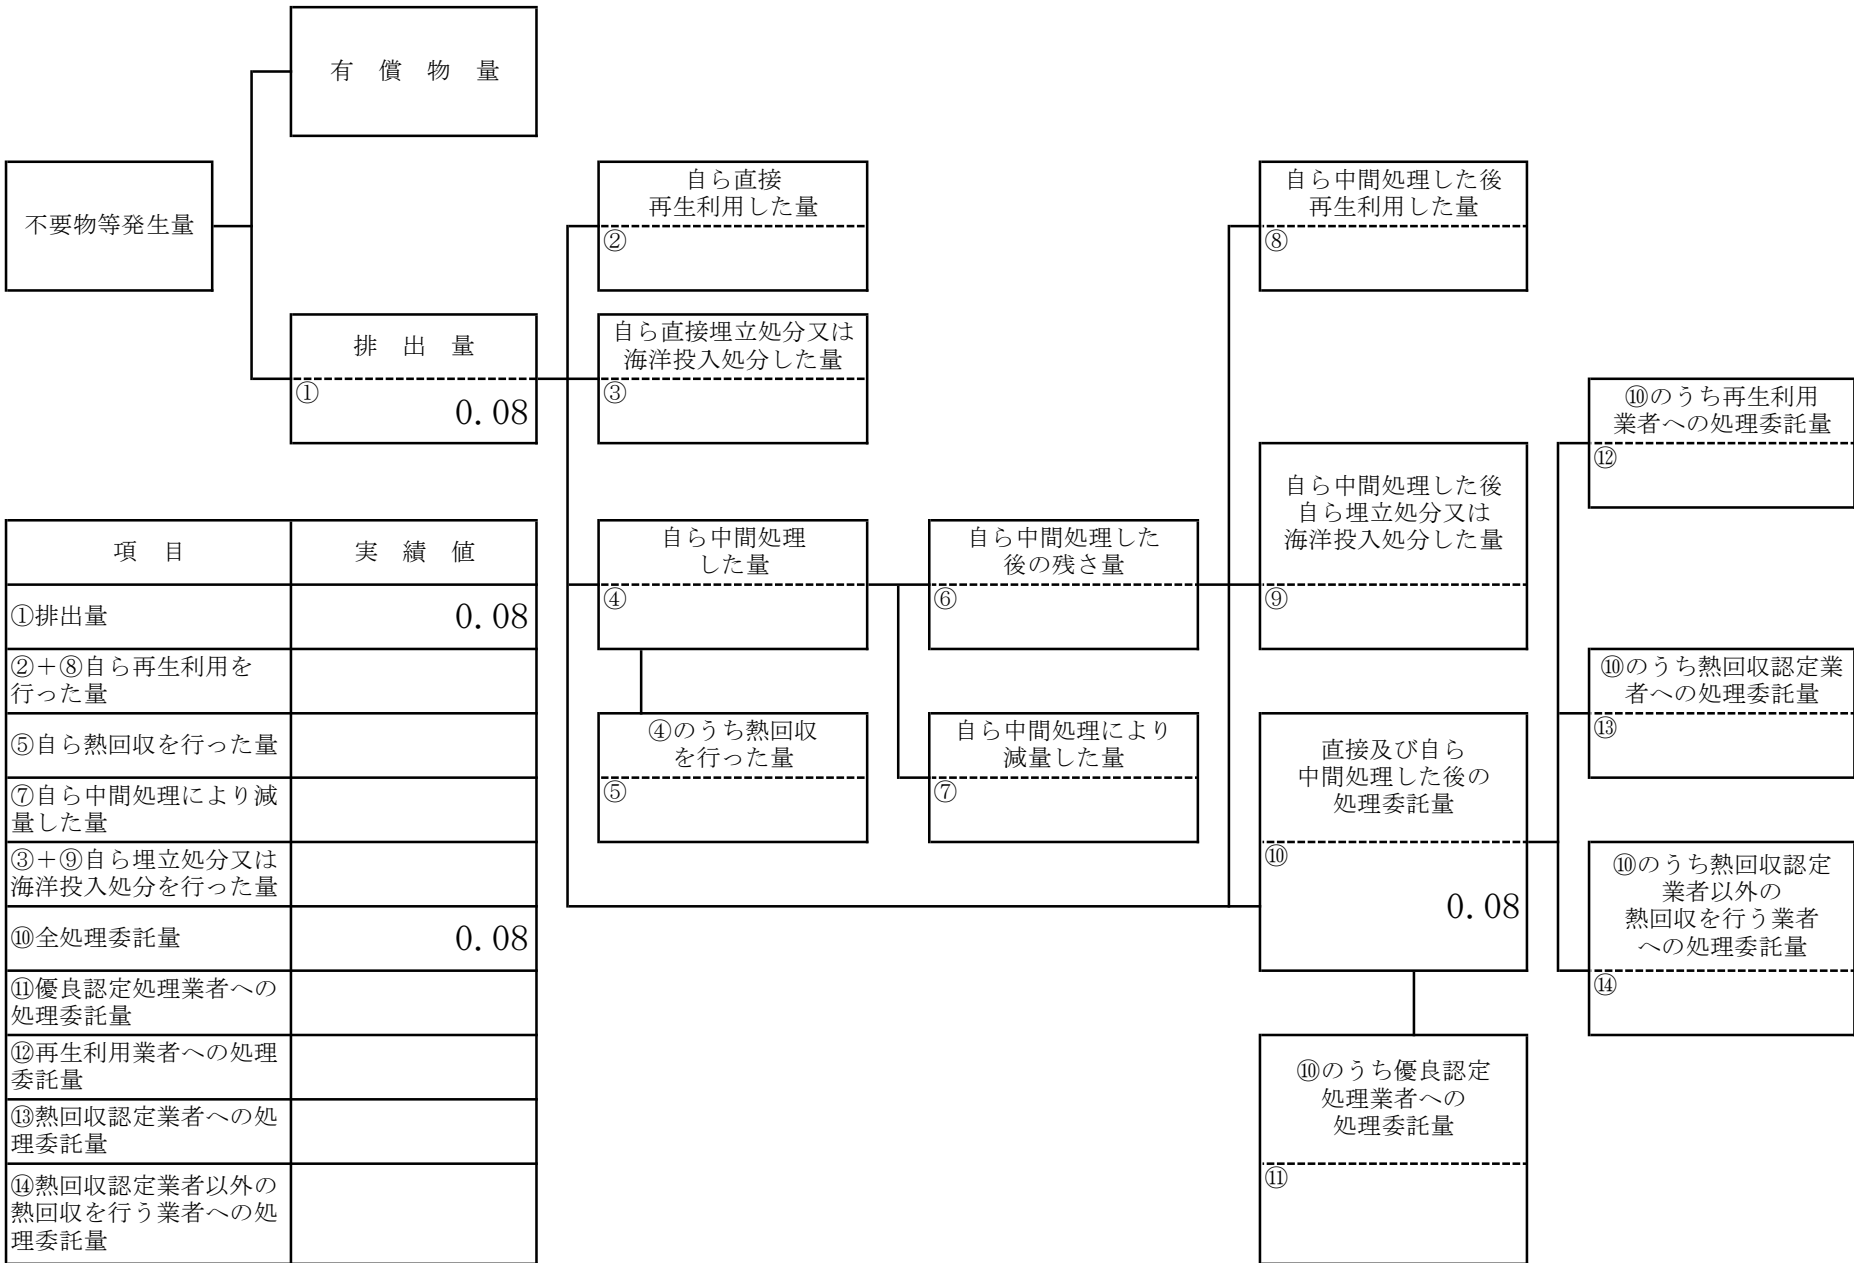 有　償　物　量
不要物等発生量
排　出　量
①
0.08
自ら直接
再生利用した量
②
自ら直接埋立処分又は
海洋投入処分した量
③
自ら中間処理
した量
④
④のうち熱回収
を行った量
⑤
自ら中間処理した
後の残さ量
⑥
自ら中間処理により
減量した量
⑦
自ら中間処理した後
再生利用した量
⑧
自ら中間処理した後
自ら埋立処分又は
海洋投入処分した量
⑨
直接及び自ら
中間処理した後の
処理委託量
⑩
0.08
⑩のうち優良認定
処理業者への
処理委託量
⑪
⑩のうち再生利用
業者への処理委託量
⑫
⑩のうち熱回収認定業
者への処理委託量
⑬
⑩のうち熱回収認定
業者以外の
熱回収を行う業者
への処理委託量
⑭
項　目　実　績　値
①排出量　0.08
②＋⑧自ら再生利用を
行った量
⑤自ら熱回収を行った量
⑦自ら中間処理により減
量した量
③＋⑨自ら埋立処分又は
海洋投入処分を行った量
⑩全処理委託量　0.08
⑪優良認定処理業者への
処理委託量
⑫再生利用業者への処理
委託量
⑬熱回収認定業者への処
理委託量
⑭熱回収認定業者以外の
熱回収を行う業者への処
理委託量